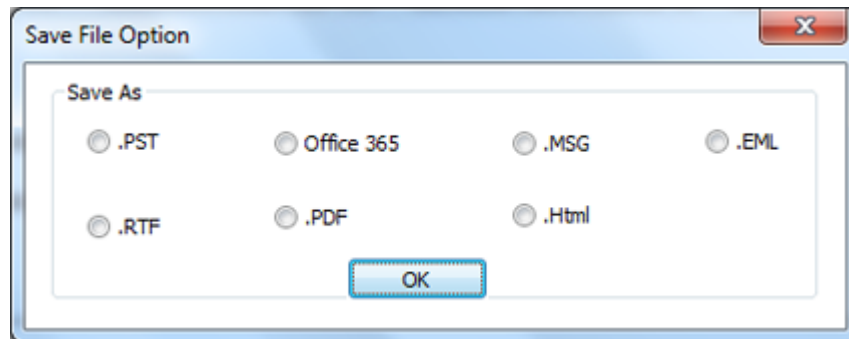 Save File Option
Save As
.PST Office 365 .MSG .EML
.RTF .PDF .Html
OK